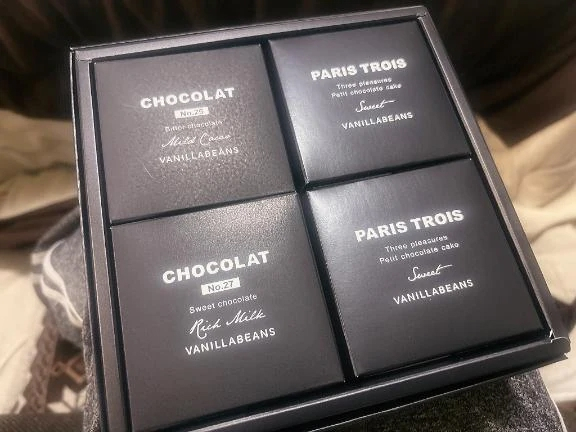 CHOCOLAT
Bitter chocolate
Mild Cacao
VANILLABEANS
PARIS TROIS
Three pleasures
Petit chocolate cake
Sweet
VANILLABEANS
CHOCOLAT
No.27
Sweet chocolate
Rich Milk
VANILLABEANS
PARIS TROIS
Three pleasures
Petit chocolate cake
Sweet
VANILLABEANS